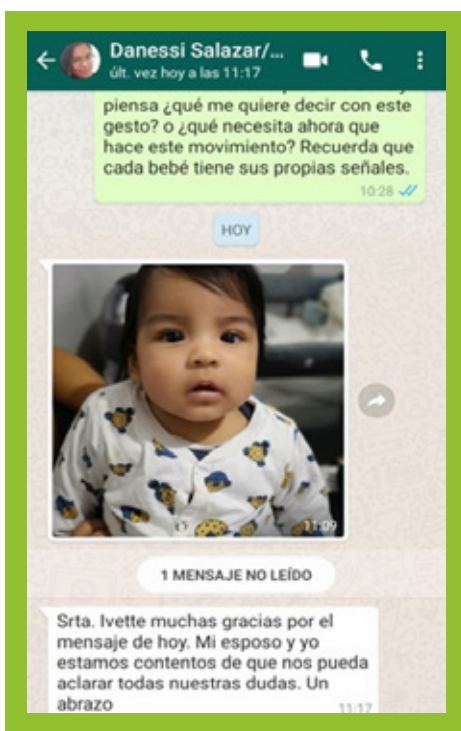 Danessi Salazar/...
últ. vez hoy a las 11:17
piensa ¿qué me quiere decir con este
gesto? o ¿qué necesita ahora que
hace este movimiento? Recuerda que
cada bebé tiene sus propias señales.
10:28
HOY
11:09
1 MENSAJE NO LEÍDO
Srta. Ivette muchas gracias por el
mensaje de hoy. Mi esposo y yo
estamos contentos de que nos pueda
aclarar todas nuestras dudas. Un
abrazo
11:17